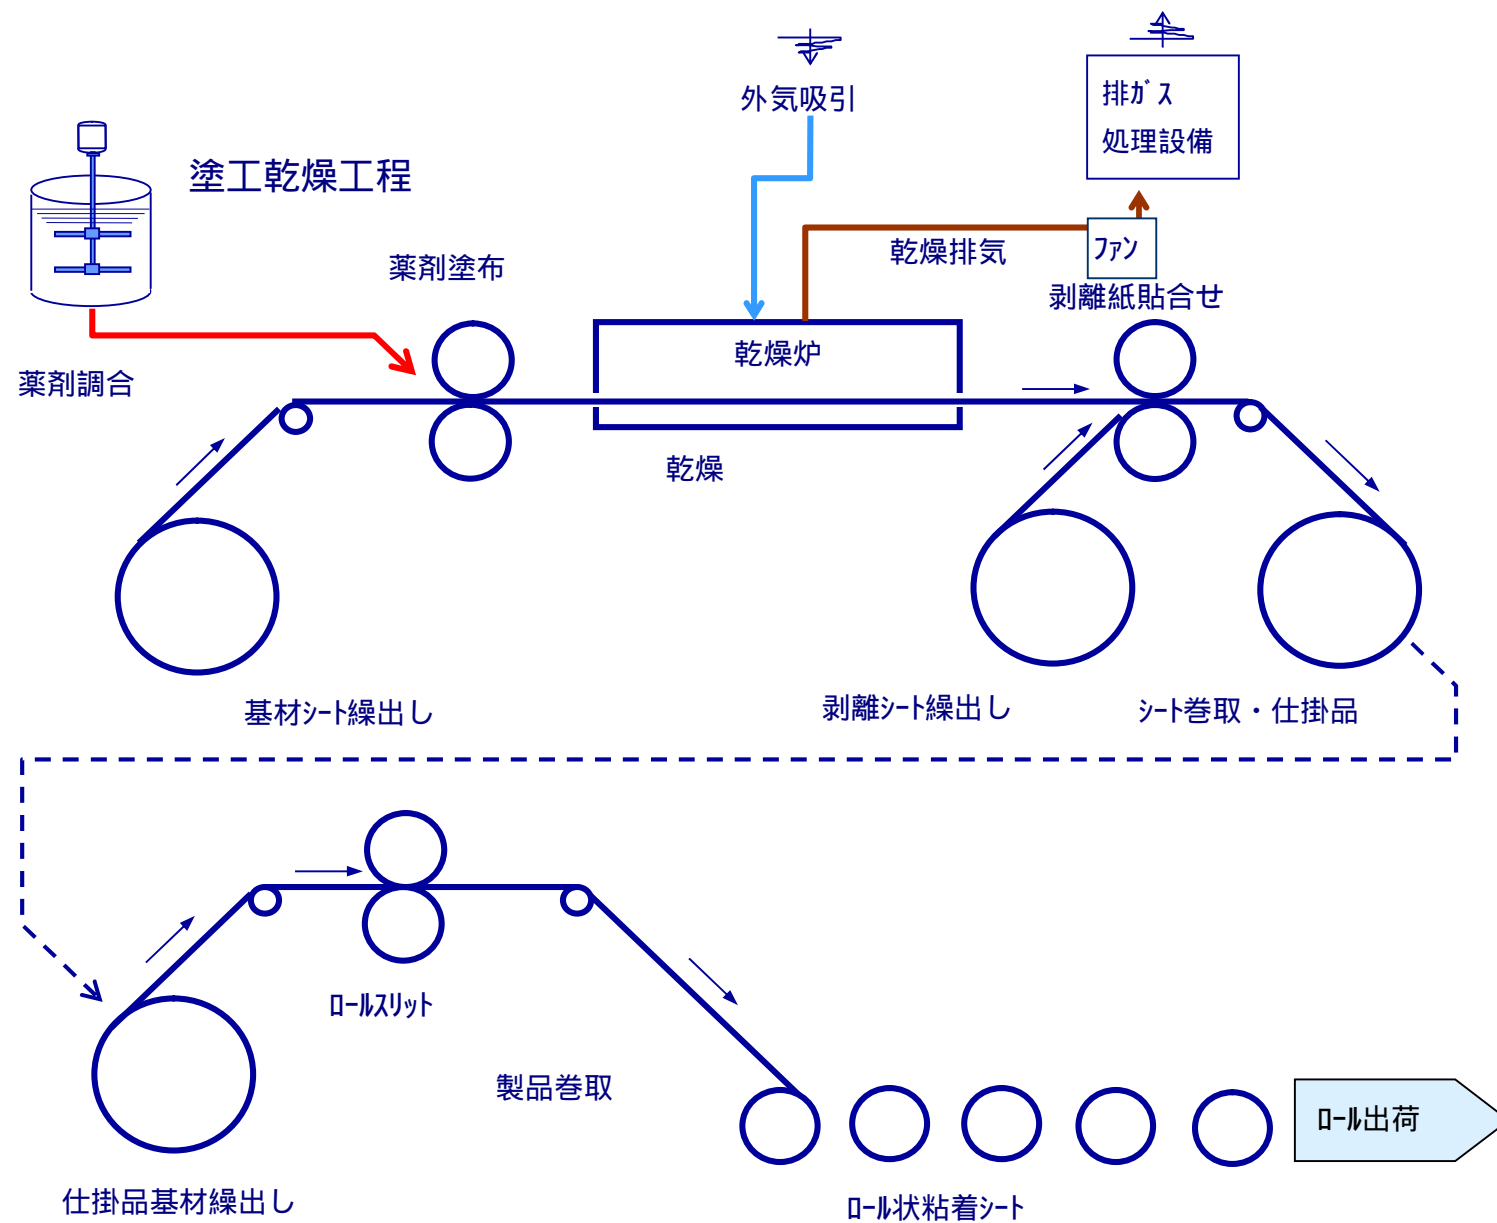 外気吸引
排ｶﾞｽ
処理設備
塗工乾燥工程
薬剤塗布
乾燥排気
ﾌｧﾝ
剥離紙貼合せ
乾燥炉
薬剤調合
乾燥
基材ｼｰﾄ繰出し
剥離ｼｰﾄ繰出し
ｼｰﾄ巻取・仕掛品
ﾛｰﾙｽﾘｯﾄ
製品巻取
ﾛｰﾙ出荷
仕掛品基材繰出し
ﾛｰﾙ状粘着ｼｰﾄ